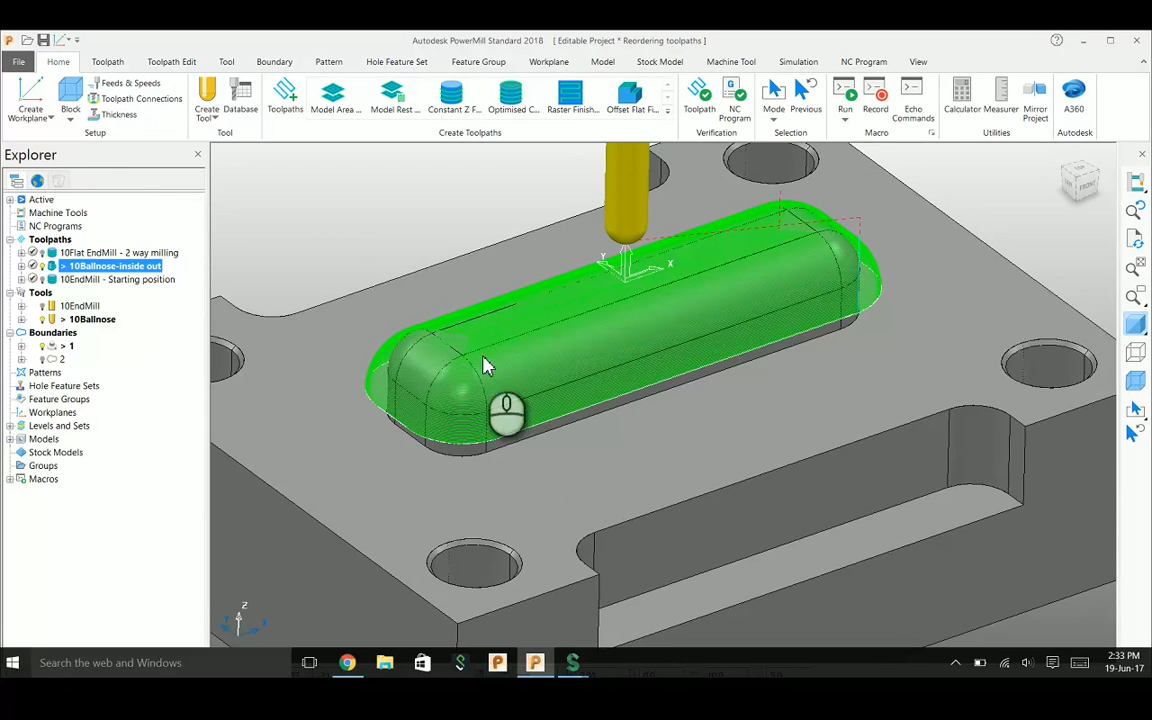 Autodesk PowerMill Standard 2018 [ Editable Project * Reordering toolpaths ]
File Home Toolpath Toolpath Edit Tool Boundary Pattern Hole Feature Set Feature Group Workplane Model Stock Model Machine Tool Simulation NC Program View
Create Workplane
Block
Feeds & Speeds
Toolpath Connections
Thickness
Setup
Create Tool
Database
Tool
Toolpaths
Model Area ...
Model Rest ...
Constant Z F...
Optimised C...
Raster Finish...
Offset Flat Fi...
Create Toolpaths
Toolpath
NC Program
Verification
Mode
Previous
Selection
Run
Record
Echo Commands
Macro
Calculator
Measurer
Mirror Project
Utilities
A360
Autodesk
Explorer
Active
Machine Tools
NC Programs
Toolpaths
10Flat EndMill - 2 way milling
> 10Ballnose-inside out
10EndMill - Starting position
Tools
10EndMill
> 10Ballnose
Boundaries
> 1
2
Patterns
Hole Feature Sets
Feature Groups
Workplanes
Levels and Sets
Models
Stock Models
Groups
Macros
Y
X
FRONT
0
Z
Y
X
Search the web and Windows
2:33 PM
19-Jun-17